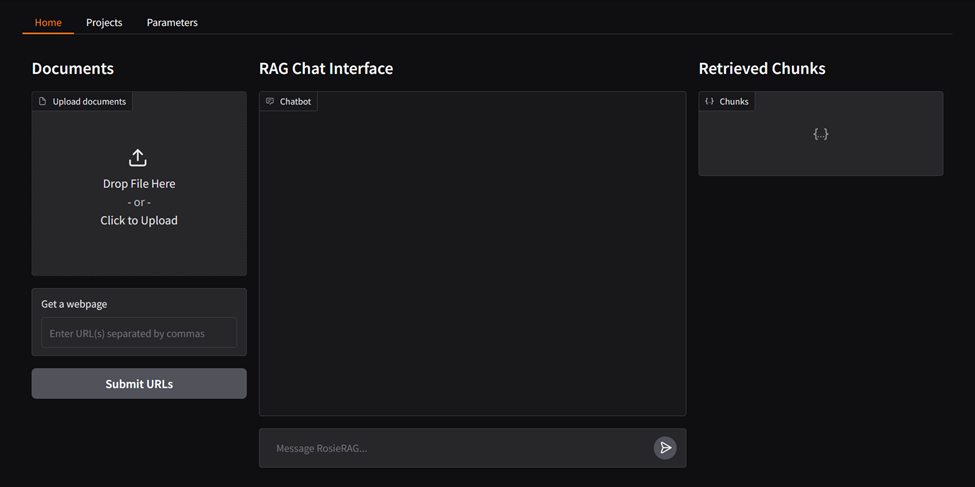 Home
Projects
Parameters
Documents
Upload documents
Drop File Here
- or -
Click to Upload
Get a webpage
Enter URL(s) separated by commas
Submit URLs
RAG Chat Interface
Chatbot
Message RosieRAG...
Retrieved Chunks
{·} Chunks
{...}